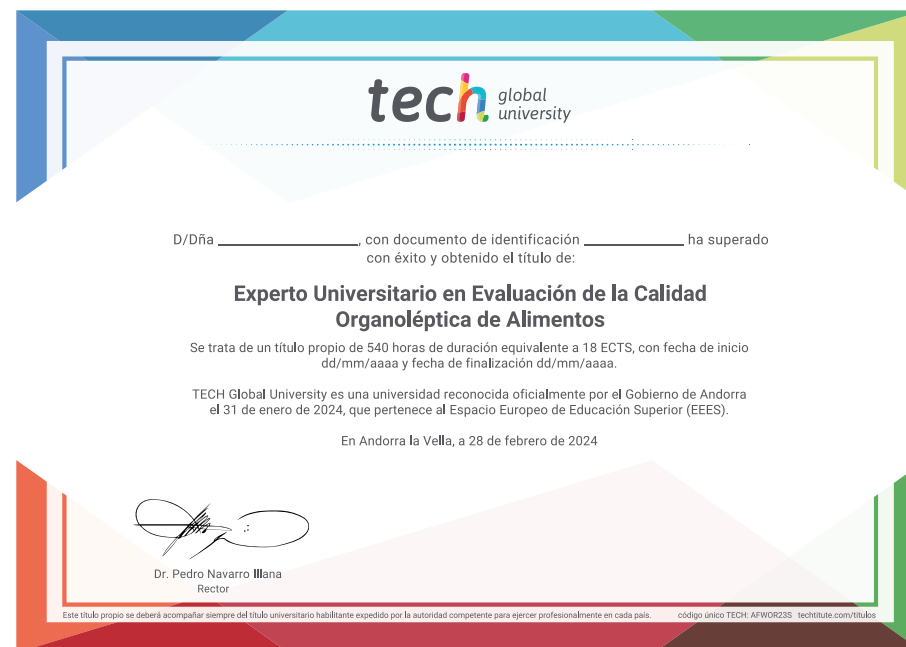 tech global university
D/Dña ____________________, con documento de identificación ______________ ha superado
con éxito y obtenido el título de:
Experto Universitario en Evaluación de la Calidad
Organoléptica de Alimentos
Se trata de un título propio de 540 horas de duración equivalente a 18 ECTS, con fecha de inicio
dd/mm/aaaa y fecha de finalización dd/mm/aaaa.
TECH Global University es una universidad reconocida oficialmente por el Gobierno de Andorra
el 31 de enero de 2024, que pertenece al Espacio Europeo de Educación Superior (EEES).
En Andorra la Vella, a 28 de febrero de 2024
Dr. Pedro Navarro Illana
Rector
Este título propio se deberá acompañar siempre del título universitario habilitante expedido por la autoridad competente para ejercer profesionalmente en cada país. código único TECH: AFWOR23S techtitute.com/titulos